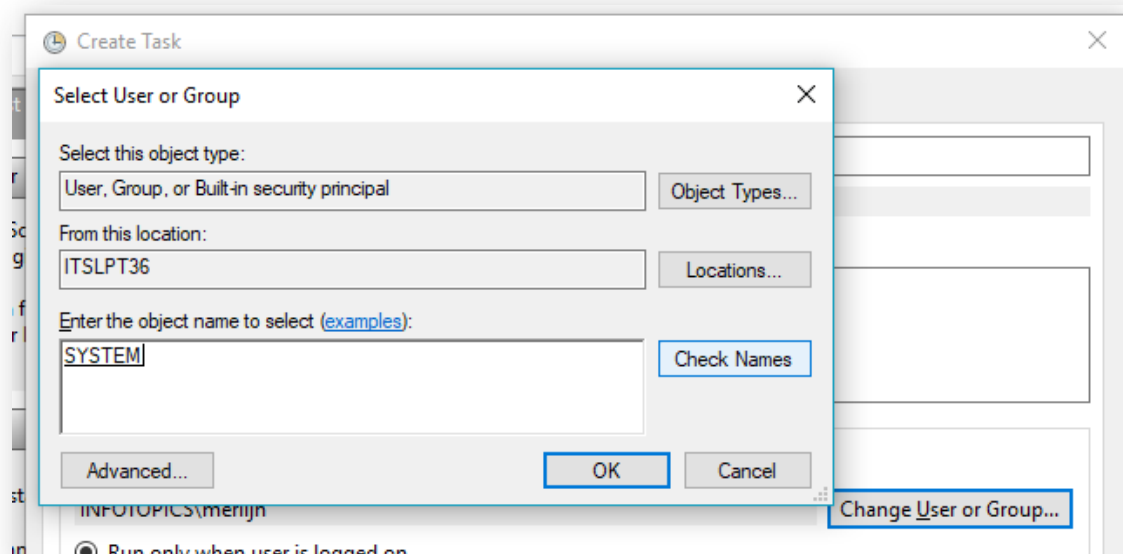 Create Task
Select User or Group
Select this object type:
User, Group, or Built-in security principal
Object Types...
From this location:
ITSLPT36
Locations...
Enter the object name to select (examples):
SYSTEM
Check Names
Advanced...
OK
Cancel
INFOTOPICS\merlijn
Change User or Group...
Run only when user is logged on